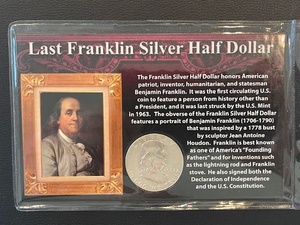 Last Franklin Silver Half Dollar
The Franklin Silver Half Dollar honors American
patriot, inventor, humanitarian, and statesman
Benjamin Franklin. It was the first circulating U.S.
coin to feature a person from history other than
a President, and it was last struck by the U.S. Mint
in 1963. The obverse of the Franklin Silver Half Dollar
features a portrait of Benjamin Franklin (1706-1790)
that was inspired by a 1778 bust
by sculptor Jean Antoine
Houdon. Franklin is best known
as one of America's "Founding
Fathers" and for inventions such
as the lightning rod and Franklin
stove. He also signed both the
Declaration of Independence
and the U.S. Constitution.